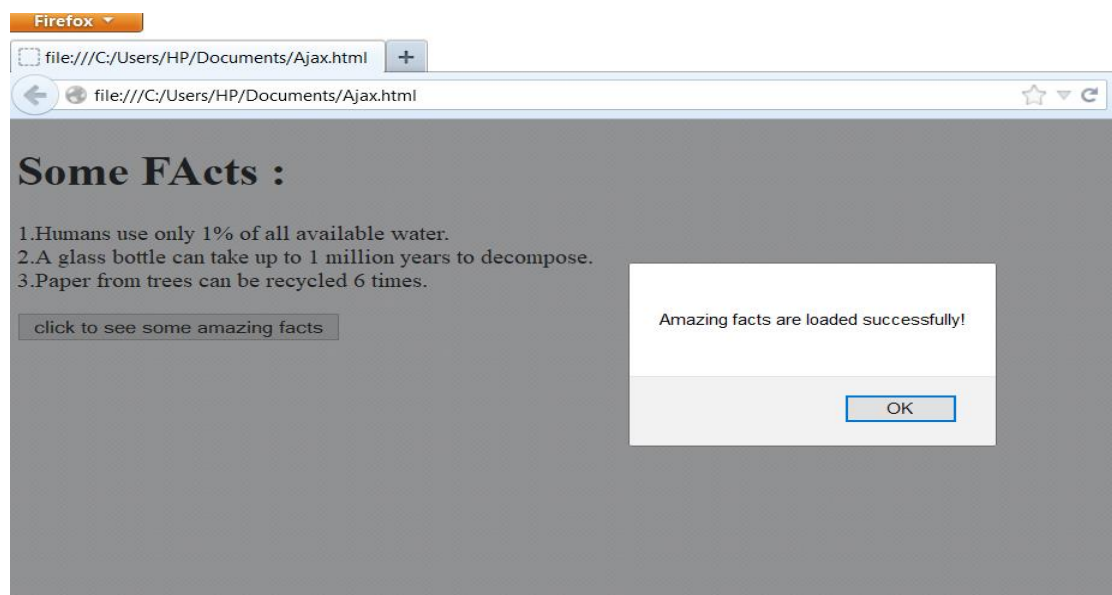 Firefox
file:///C:/Users/HP/Documents/Ajax.html
file:///C:/Users/HP/Documents/Ajax.html
Some FActs :
1.Humans use only 1% of all available water.
2.A glass bottle can take up to 1 million years to decompose.
3.Paper from trees can be recycled 6 times.
click to see some amazing facts
Amazing facts are loaded successfully!
OK